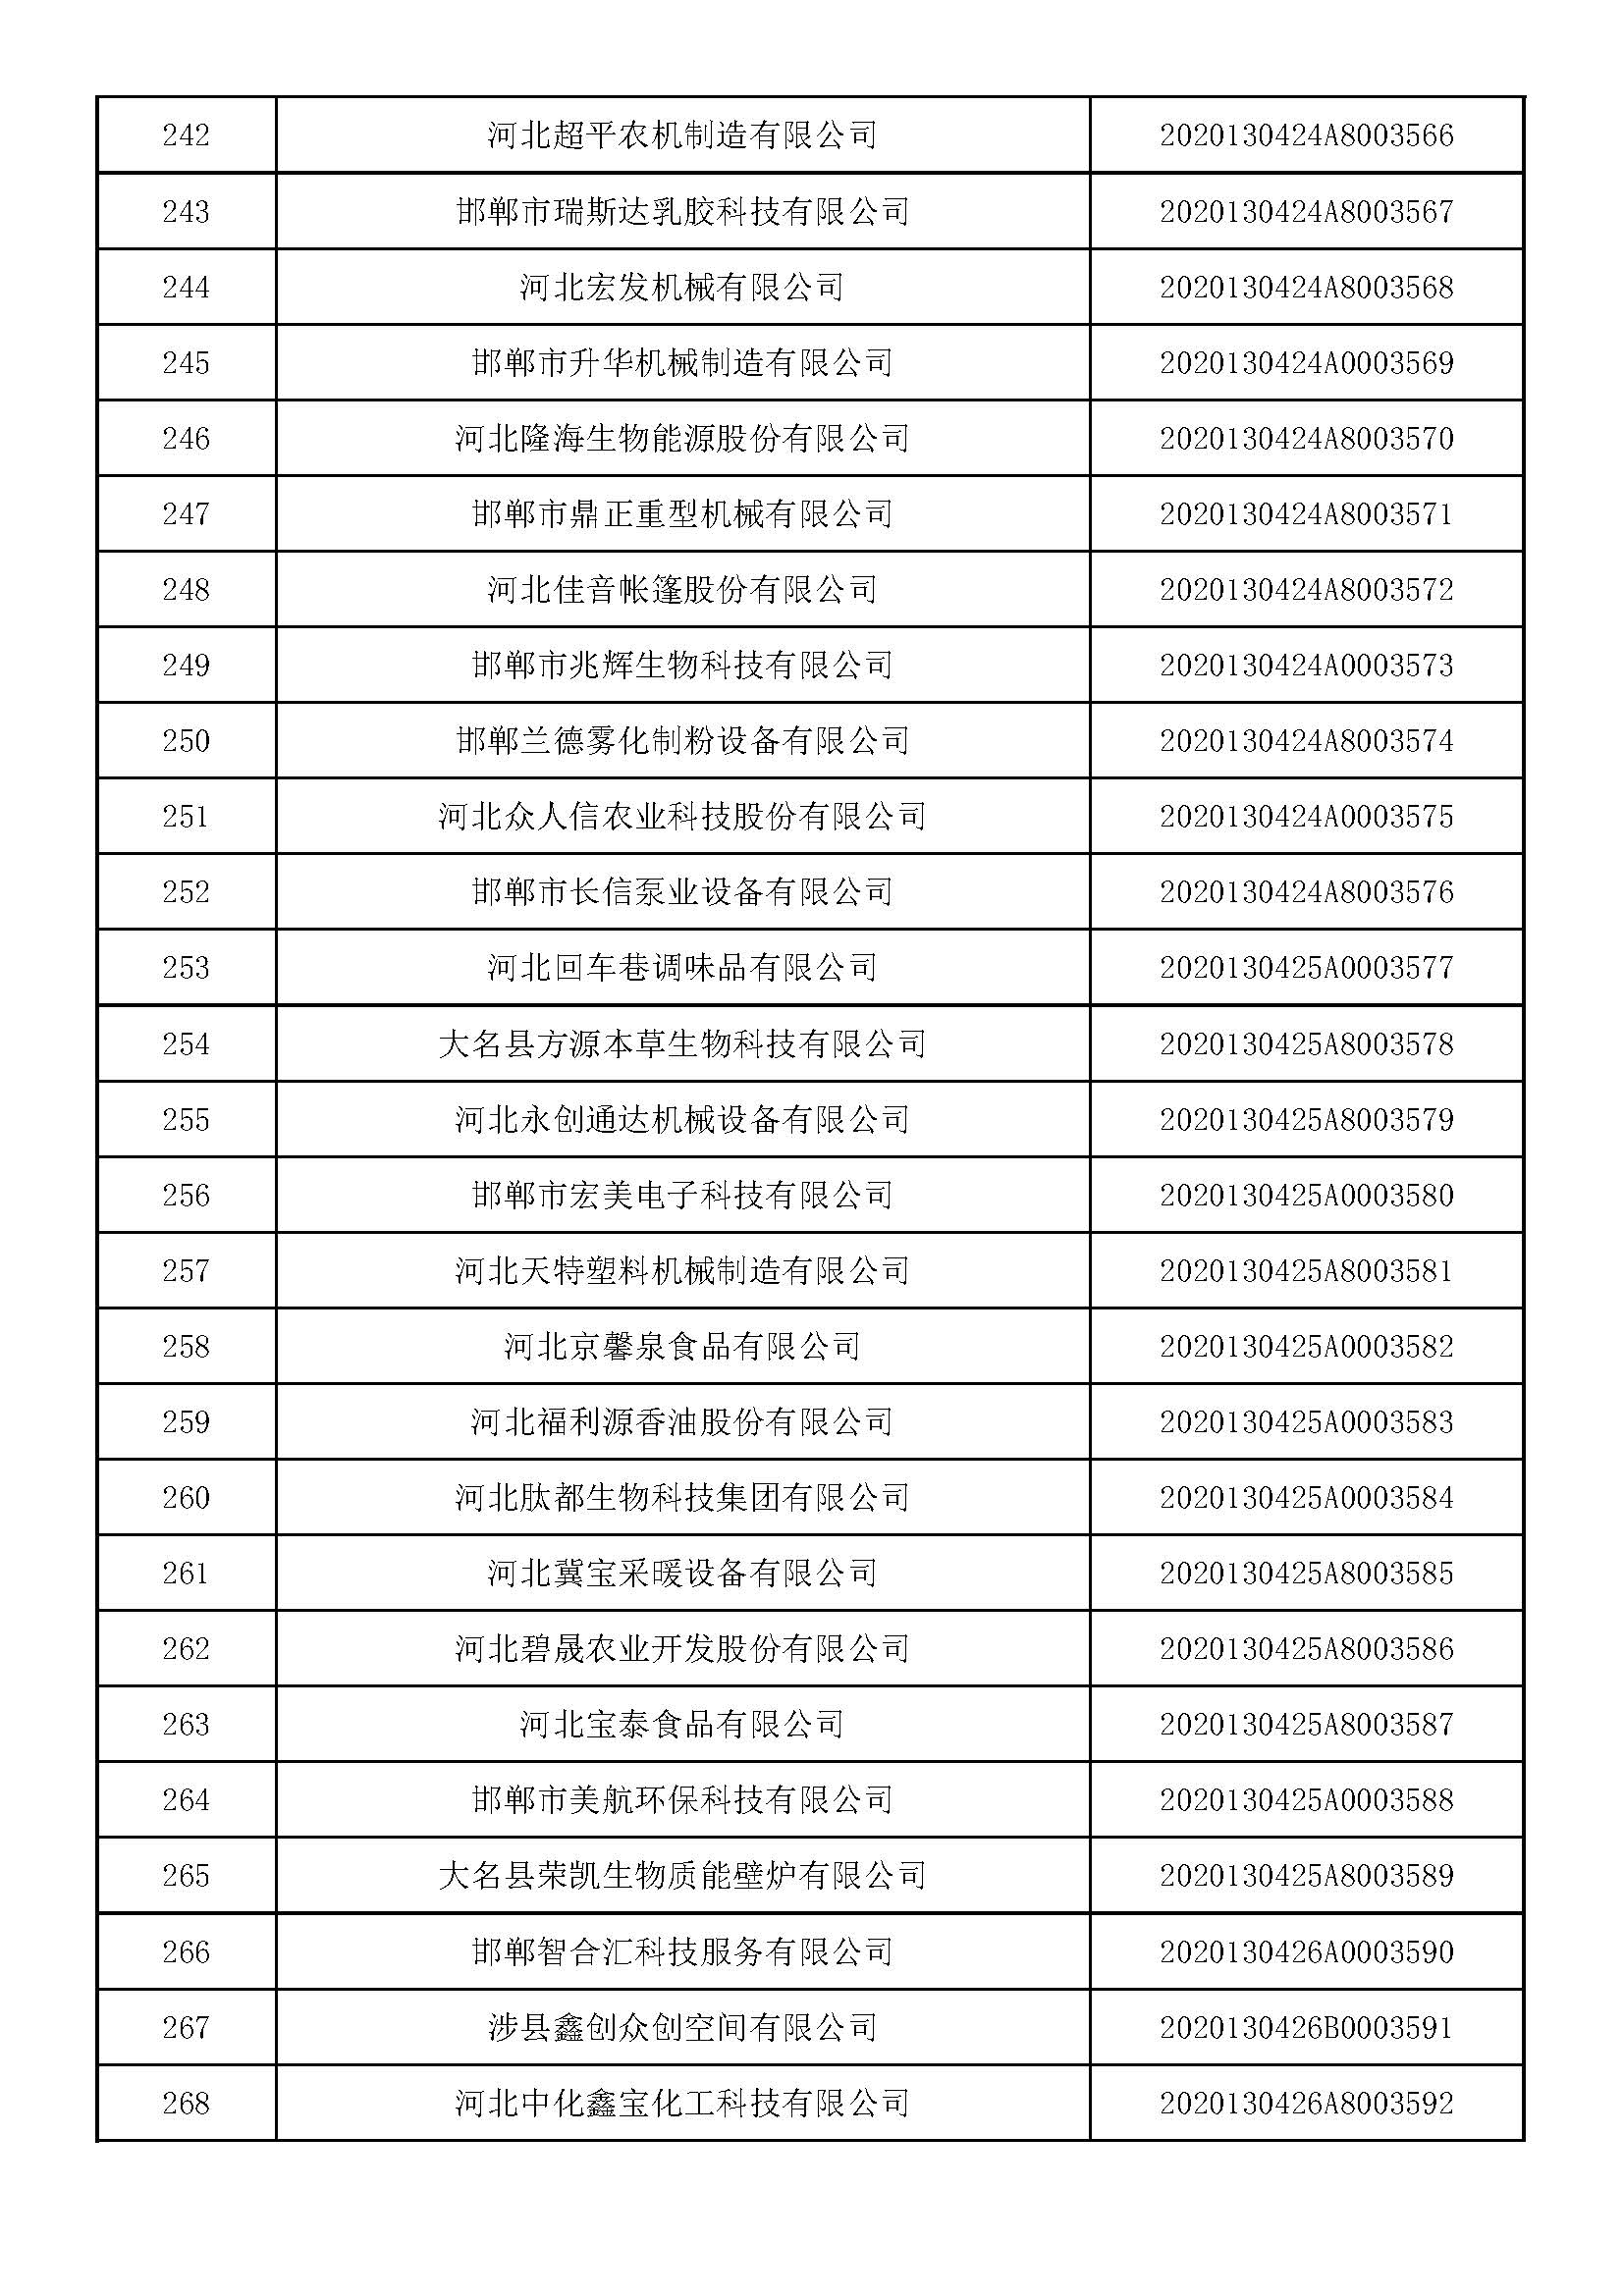 242 河北超平农机制造有限公司 2020130424A8003566
243 邯郸市瑞斯达乳胶科技有限公司 2020130424A8003567
244 河北宏发机械有限公司 2020130424A8003568
245 邯郸市升华机械制造有限公司 2020130424A0003569
246 河北隆海生物能源股份有限公司 2020130424A8003570
247 邯郸市鼎正重型机械有限公司 2020130424A8003571
248 河北佳音帐篷股份有限公司 2020130424A8003572
249 邯郸市兆辉生物科技有限公司 2020130424A0003573
250 邯郸兰德雾化制粉设备有限公司 2020130424A8003574
251 河北众人信农业科技股份有限公司 2020130424A0003575
252 邯郸市长信泵业设备有限公司 2020130424A8003576
253 河北回车巷调味品有限公司 2020130425A0003577
254 大名县方源本草生物科技有限公司 2020130425A8003578
255 河北永创通达机械设备有限公司 2020130425A8003579
256 邯郸市宏美电子科技有限公司 2020130425A0003580
257 河北天特塑料机械制造有限公司 2020130425A8003581
258 河北京馨泉食品有限公司 2020130425A0003582
259 河北福利源香油股份有限公司 2020130425A0003583
260 河北肽都生物科技集团有限公司 2020130425A0003584
261 河北冀宝采暖设备有限公司 2020130425A8003585
262 河北碧晟农业开发股份有限公司 2020130425A8003586
263 河北宝泰食品有限公司 2020130425A8003587
264 邯郸市美航环保科技有限公司 2020130425A0003588
265 大名县荣凯生物质能壁炉有限公司 2020130425A8003589
266 邯郸智合汇科技服务有限公司 2020130426A0003590
267 涉县鑫创众创空间有限公司 2020130426B0003591
268 河北中化鑫宝化工科技有限公司 2020130426A8003592